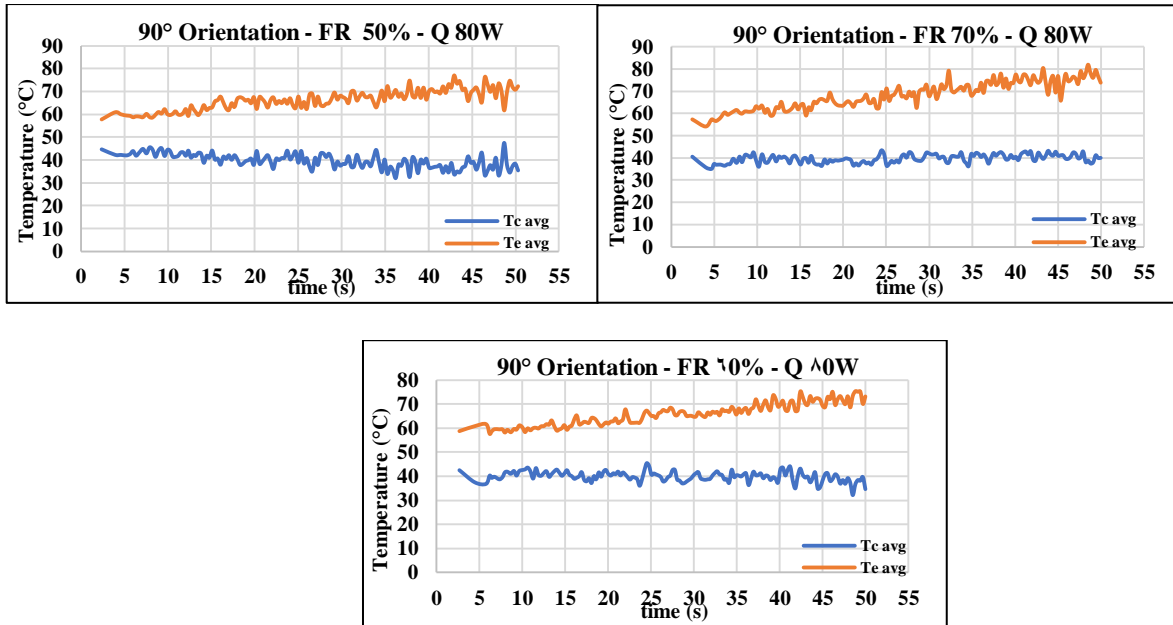 90° Orientation - FR 50% - Q 80W
Temperature (°C)
90
80
70
60
50
40
30
20
10
0
Tc avg
Te avg
0 5 10 15 20 25 30 35 40 45 50 55
time (s)
90° Orientation - FR 70% - Q 80W
Temperature (°C)
90
80
70
60
50
40
30
20
10
0
Tc avg
Te avg
0 5 10 15 20 25 30 35 40 45 50 55
time (s)
90° Orientation - FR ٦0% - Q ٨0W
Temperature (°C)
80
70
60
50
40
30
20
10
0
Tc avg
Te avg
0 5 10 15 20 25 30 35 40 45 50 55
time (s)